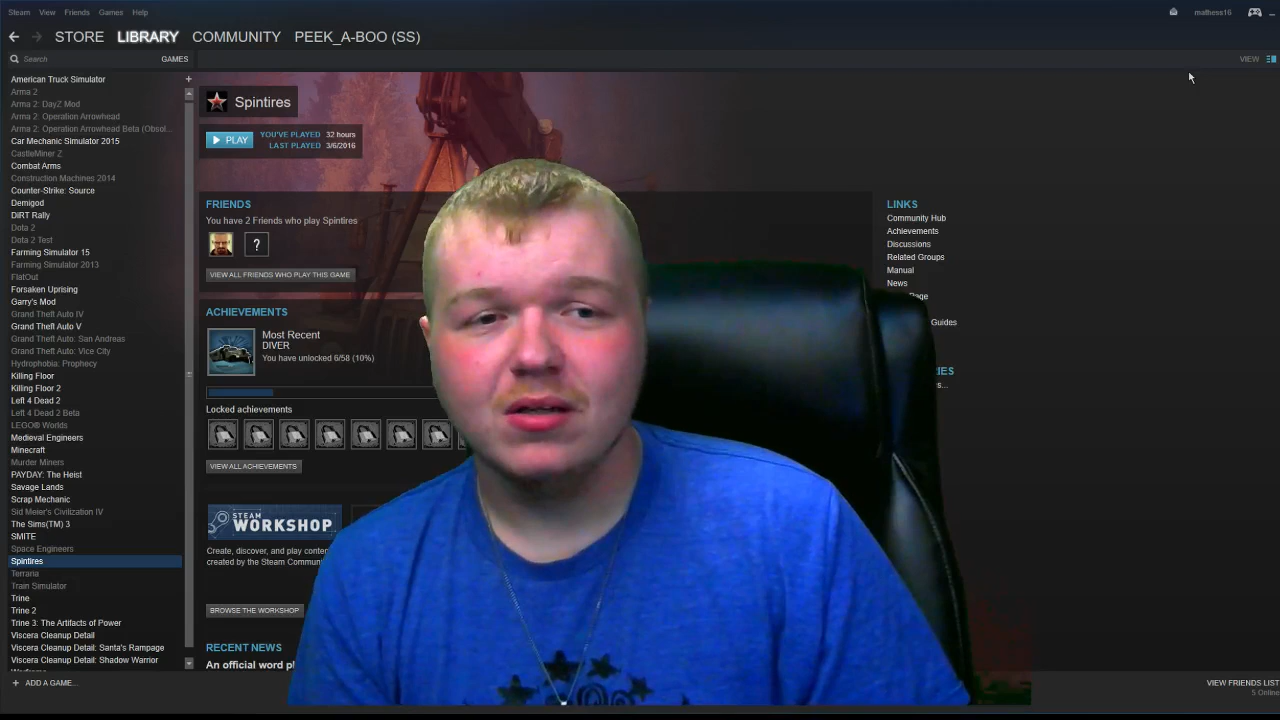 Steam View Friends Games Help
mathess16
STORE LIBRARY COMMUNITY PEEK_A-BOO (SS)
Search GAMES
VIEW
American Truck Simulator
Arma 2
Arma 2: DayZ Mod
Arma 2: Operation Arrowhead
Arma 2: Operation Arrowhead Beta (Obsol...
Car Mechanic Simulator 2015
CastleMiner Z
Combat Arms
Construction Machines 2014
Counter-Strike: Source
Demigod
DiRT Rally
Dota 2
Dota 2 Test
Farming Simulator 15
Farming Simulator 2013
FlatOut
Forsaken Uprising
Garry's Mod
Grand Theft Auto IV
Grand Theft Auto V
Grand Theft Auto: San Andreas
Grand Theft Auto: Vice City
Hydrophobia: Prophecy
Killing Floor
Killing Floor 2
Left 4 Dead 2
Left 4 Dead 2 Beta
LEGO® Worlds
Medieval Engineers
Minecraft
Murder Miners
PAYDAY: The Heist
Savage Lands
Scrap Mechanic
Sid Meier's Civilization IV
The Sims(TM) 3
SMITE
Space Engineers
Spintires
Terraria
Train Simulator
Trine
Trine 2
Trine 3: The Artifacts of Power
Viscera Cleanup Detail
Viscera Cleanup Detail: Santa's Rampage
Viscera Cleanup Detail: Shadow Warrior
+ ADD A GAME...
Spintires
PLAY
YOU'VE PLAYED 32 hours
LAST PLAYED 3/6/2016
FRIENDS
You have 2 Friends who play Spintires
?
VIEW ALL FRIENDS WHO PLAY THIS GAME
ACHIEVEMENTS
Most Recent
DIVER
You have unlocked 6/58 (10%)
Locked achievements
VIEW ALL ACHIEVEMENTS
STEAM
WORKSHOP
Create, discover, and play conten
created by the Steam Commun
BROWSE THE WORKSHOP
RECENT NEWS
An official word pl
LINKS
Community Hub
Achievements
Discussions
Related Groups
Manual
News
Guides
VIEW FRIENDS LIST
5 Online